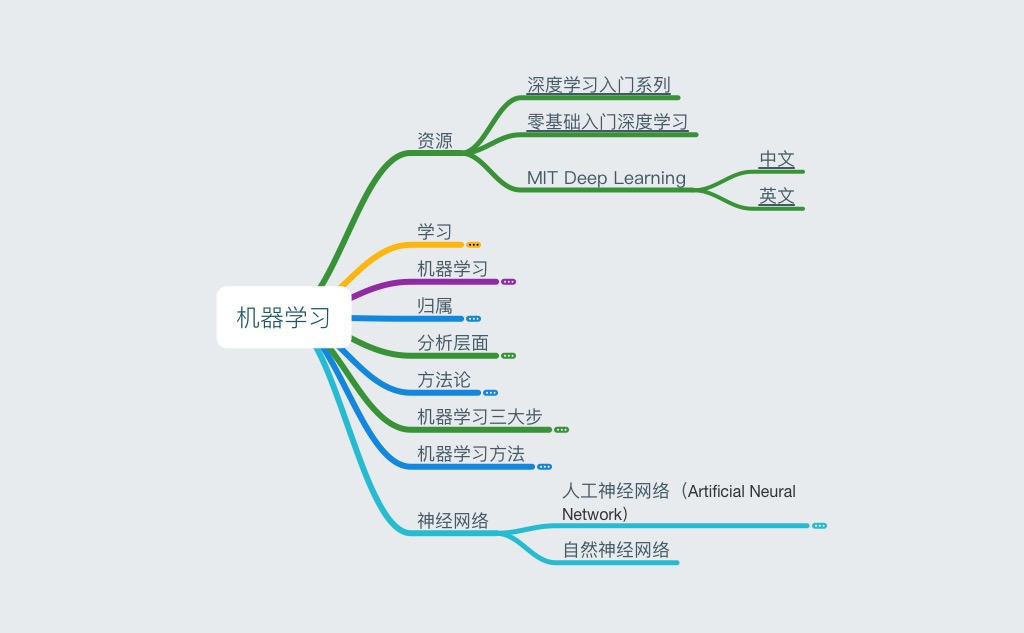 机器学习
资源
深度学习入门系列
零基础入门深度学习
MIT Deep Learning
中文
英文
学习
机器学习
归属
分析层面
方法论
机器学习三大步
机器学习方法
神经网络
人工神经网络（Artificial Neural
Network）
自然神经网络